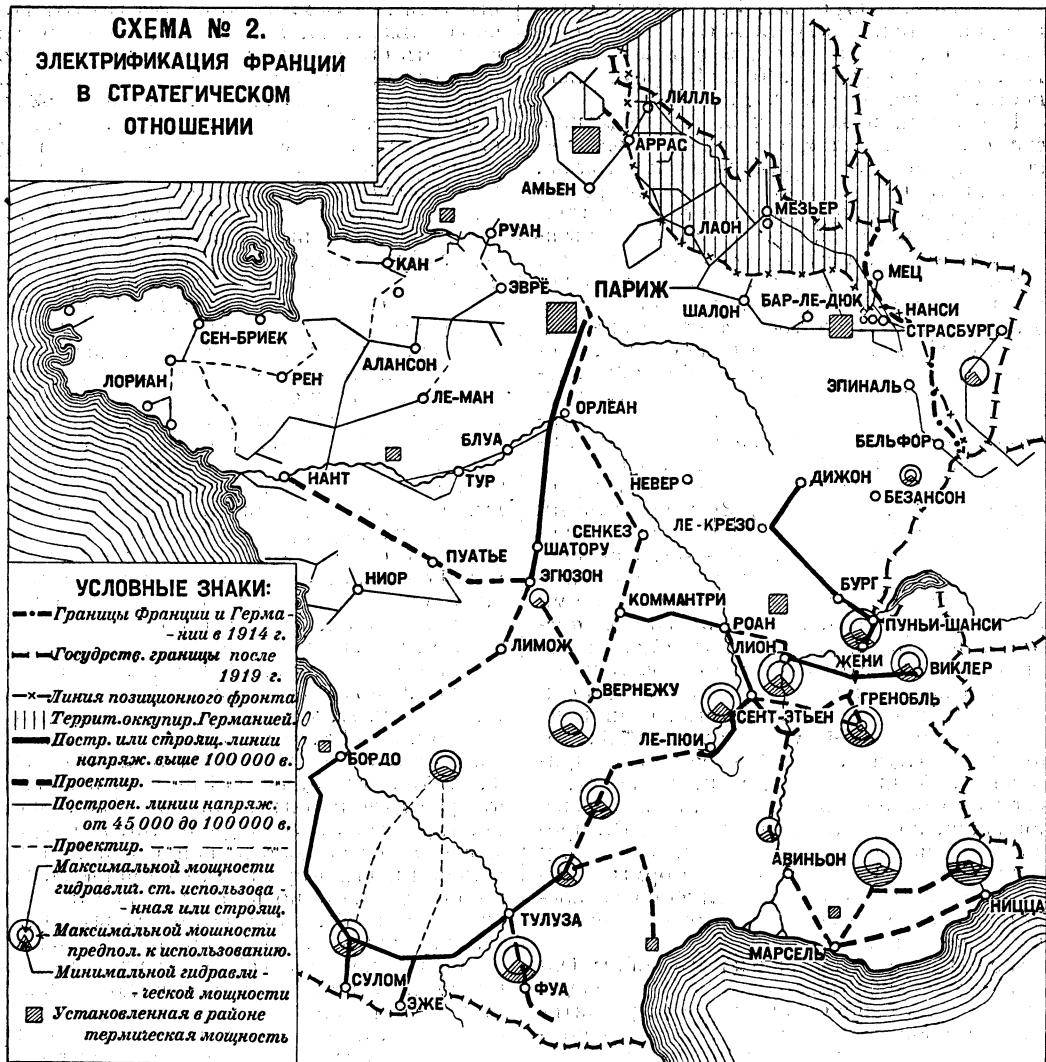 СХЕМА № 2.
ЭЛЕКТРИФИКАЦИЯ ФРАНЦИИ
В СТРАТЕГИЧЕСКОМ
ОТНОШЕНИИ
ЛИЛЛЬ
АРРАС
АМЬЕН
МЕЗЬЕР
РУАН
ЛАОН
КАН
МЕЦ
ЭВРЁ
ПАРИЖ
БАР-ЛЕ-ДЮК
ШАЛОН
НАНСИ
СТРАСБУРГ
СЕН-БРИЕК
АЛАНСОН
ЛОРИАН
РЕН
ЭПИНАЛЬ
ЛЕ-МАН
ОРЛЕАН
БЛУА
БЕЛЬФОР
НАНТ
ТУР
НЕВЕР
ДИЖОН
БЕЗАНСОН
ЛЕ-КРЕЗО
СЕНКЕЗ
ШАТОРУ
ПУАТЬЕ
ЭГЮЗОН
НИОР
БУРГ
КОММАНТРИ
РОАН
ПУНЬИ-ШАНСИ
ЛИОН
ЛИМОЖ
ЖЕНИ
ВИКЛЕР
ВЕРНЕЖУ
ГРЕНОБЛЬ
СЕНТ-ЭТЬЕН
ЛЕ-ПЮИ
БОРДО
АВИНЬОН
НИЦЦА
ТУЛУЗА
МАРСЕЛЬ
СУЛОМ
ФУА
ЭЖЕ
УСЛОВНЫЕ ЗНАКИ:
Границы Франции и Герма-
-нии в 1914 г.
Госудрств. границы после
1919 г.
Линия позиционного фронта
Террит. оккупир. Германией
Постр. или строящ. линии
напряж. выше 100 000 в.
Проектир. — „ — „ — „ —
Построен. линии напряж.
от 45 000 до 100 000 в.
Проектир. — „ — „ — „ —
Максимальной мощности
гидравлич. ст. использова-
-нная или строящ.
Максимальной мощности
предпол. к использованию.
Минимальной гидравли-
-ческой мощности
Установленная в районе
термическая мощность